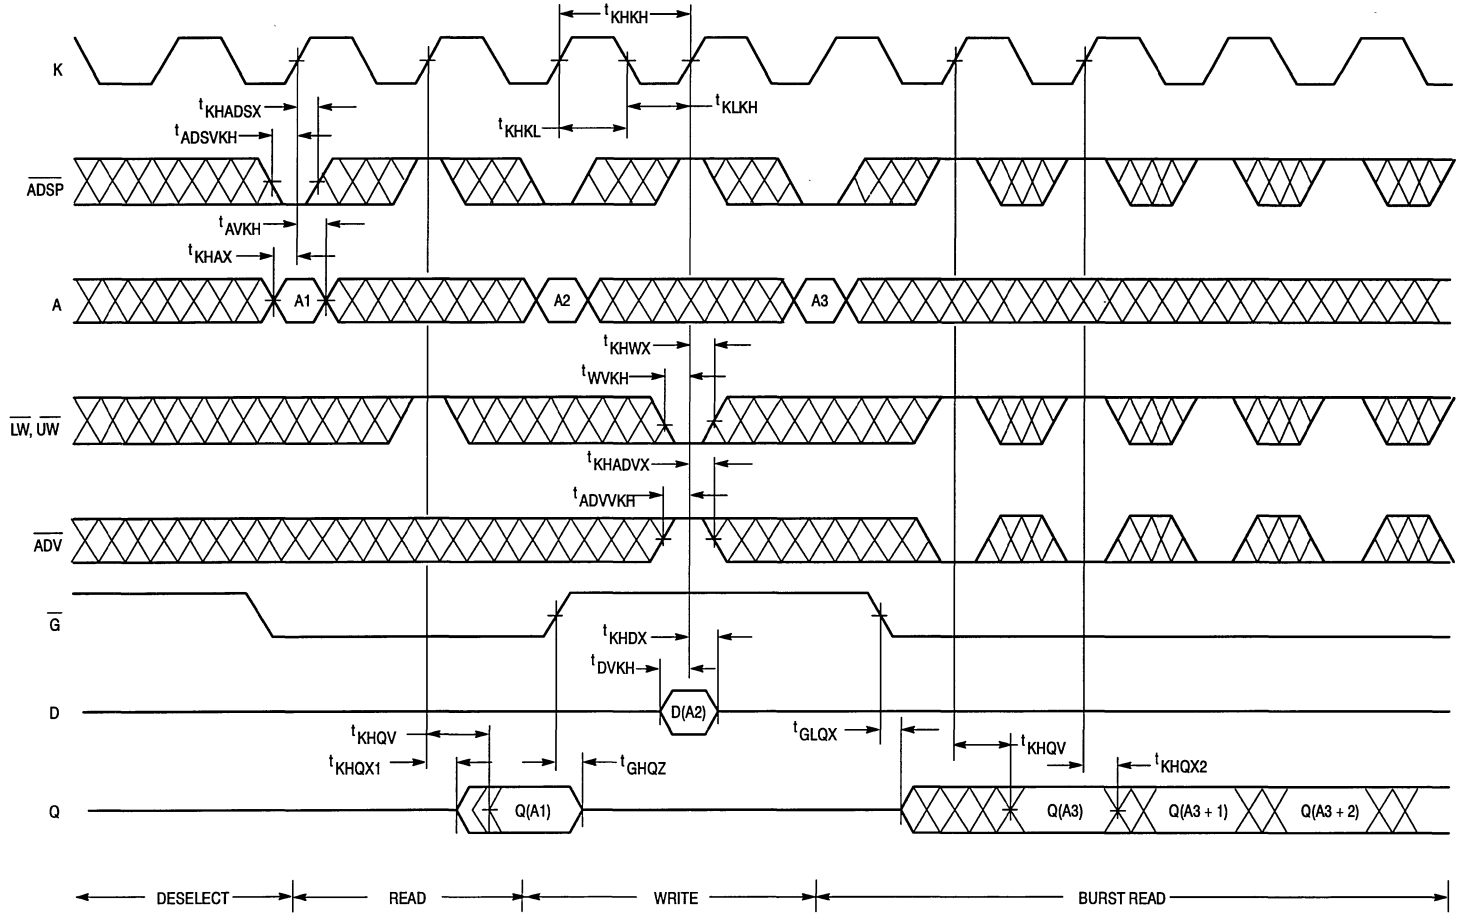 tKHKH
K
tKHADSX
tKLKH
tADSVKH
tKHKL
ADSP
tAVKH
tKHAX
A
A1
A2
A3
tKHWX
tWVKH
LW, UW
tKHADVX
tADVVKH
ADV
G
tKHDX
tDVKH
D
D(A2)
tKHQV
tGLQX
tKHQV
tKHQX1
tGHQZ
tKHQX2
Q
Q(A1)
Q(A3)
Q(A3 + 1)
Q(A3 + 2)
DESELECT
READ
WRITE
BURST READ